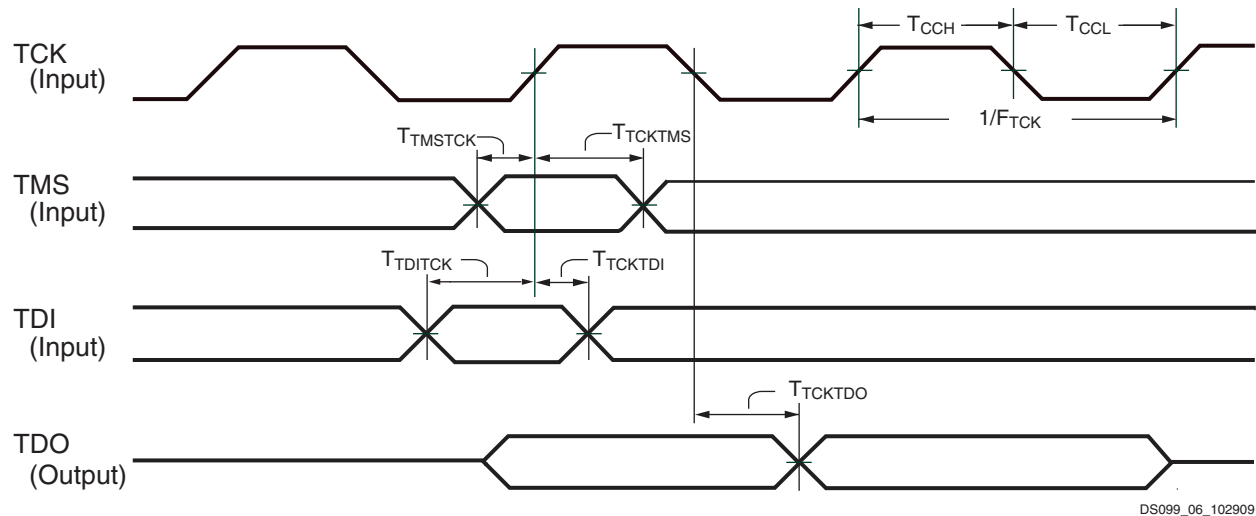 TCK
(Input)
TCCH
TCCL
1/FTCK
TTMSTCK
TTCKTMS
TMS
(Input)
TTDITCK
TTCKTDI
TDI
(Input)
TTCKTDO
TDO
(Output)
DS099_06_102909